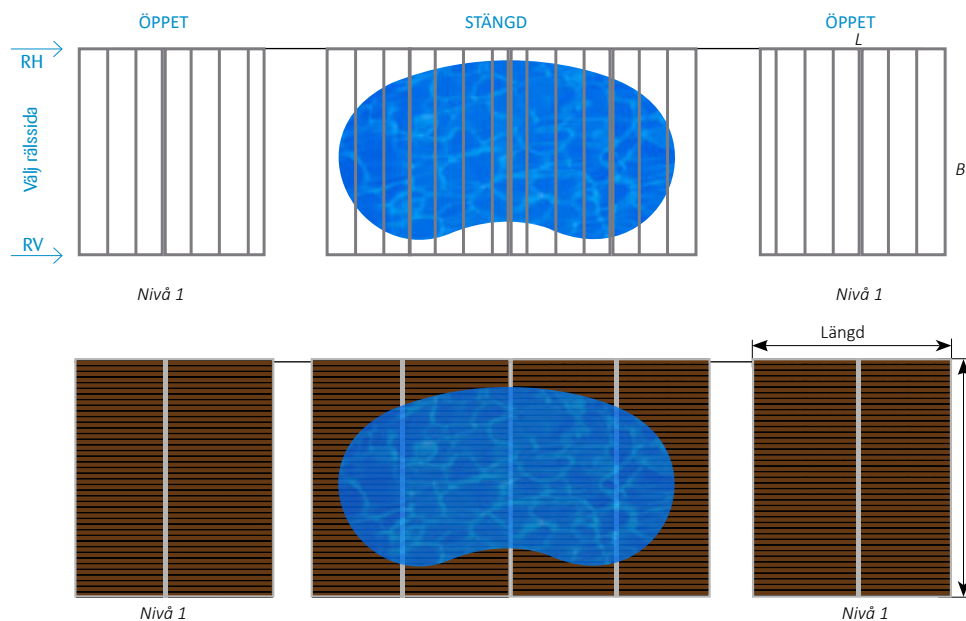 ÖPPET
STÄNGD
ÖPPET
L
RH
Välj rälssida
B
RV
Nivå 1
Nivå 1
Längd
Nivå 1
Nivå 1